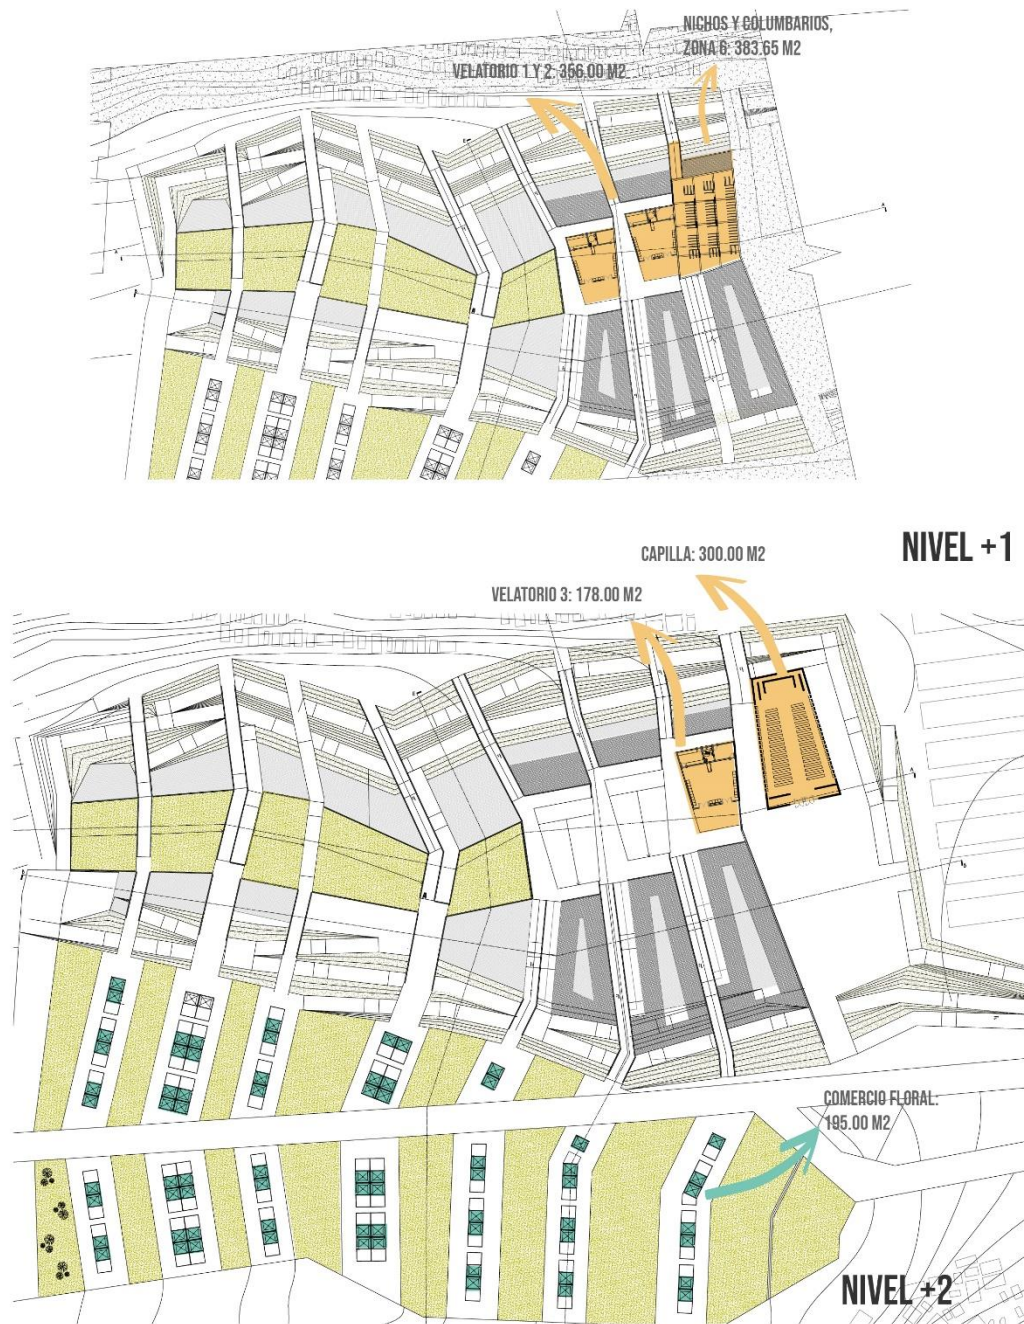 NICHOS Y COLUMBARIOS,
ZONA 6: 383.65 M2
VELATORIO 1 Y 2: 356.00 M2
NIVEL +1
CAPILLA: 300.00 M2
VELATORIO 3: 178.00 M2
COMERCIO FLORAL:
195.00 M2
NIVEL +2